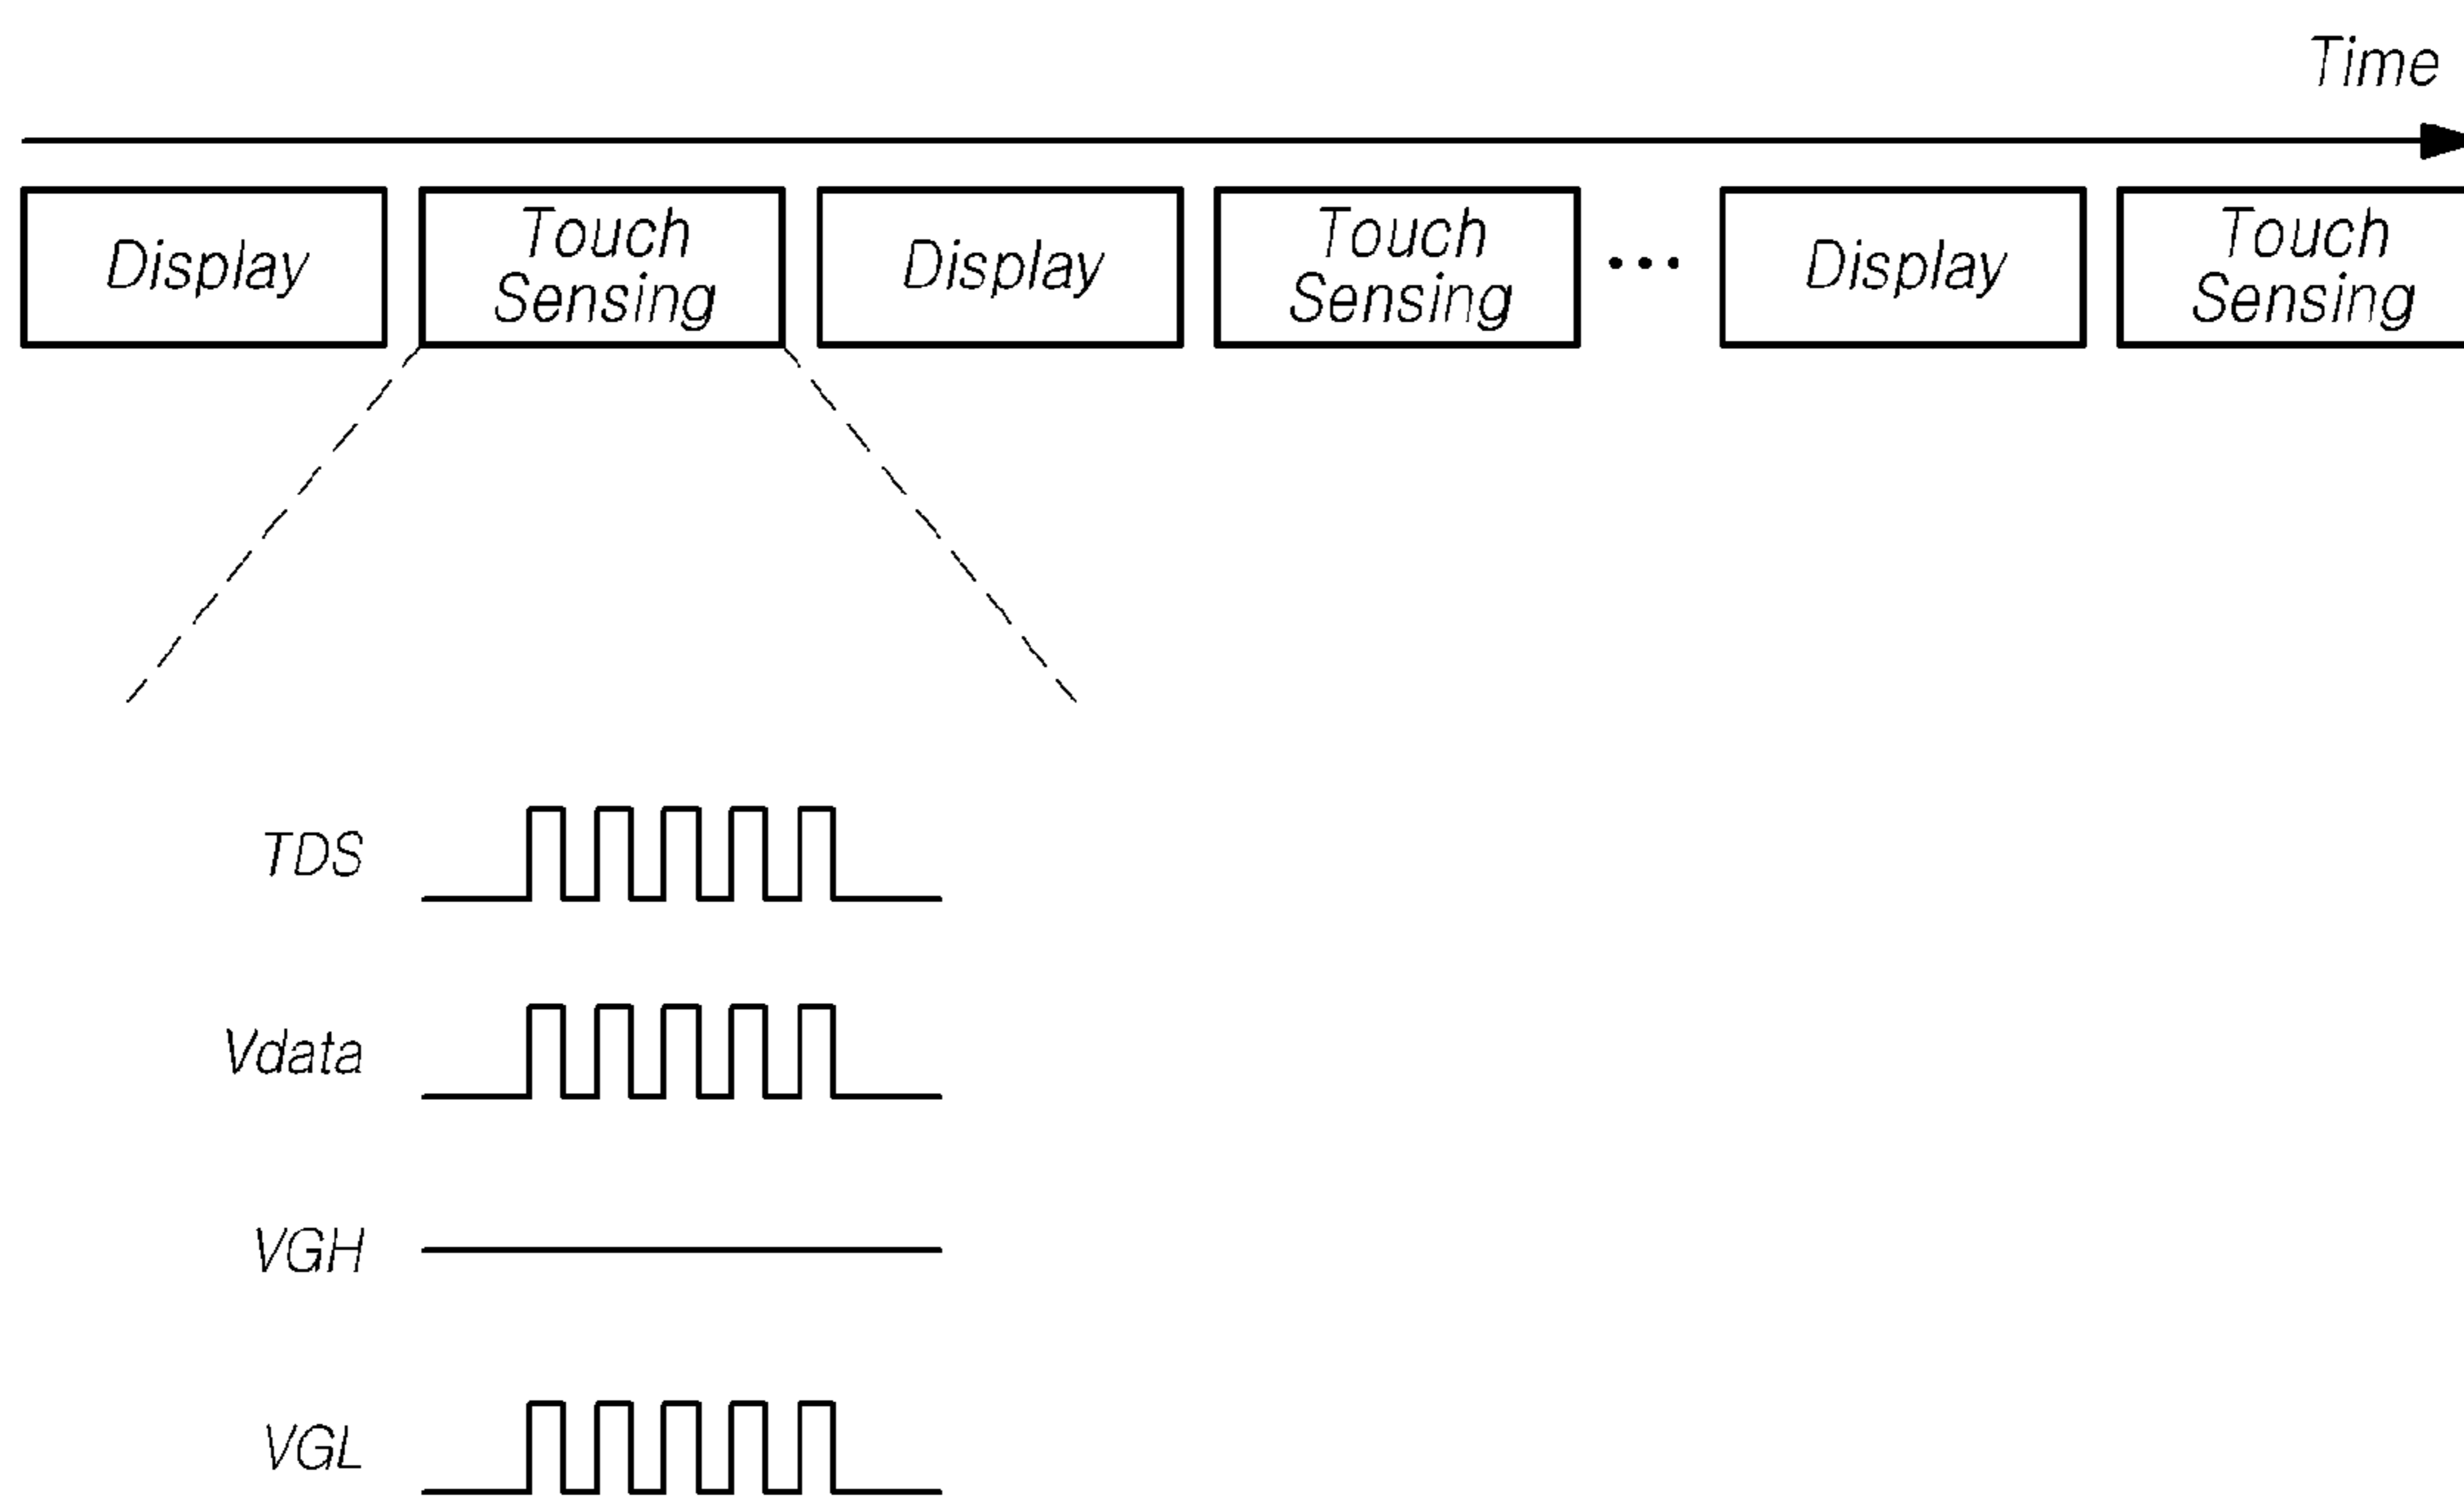 Time
Display
Touch
Sensing
Display
Touch
Sensing
...
Display
Touch
Sensing
TDS
Vdata
VGH
VGL